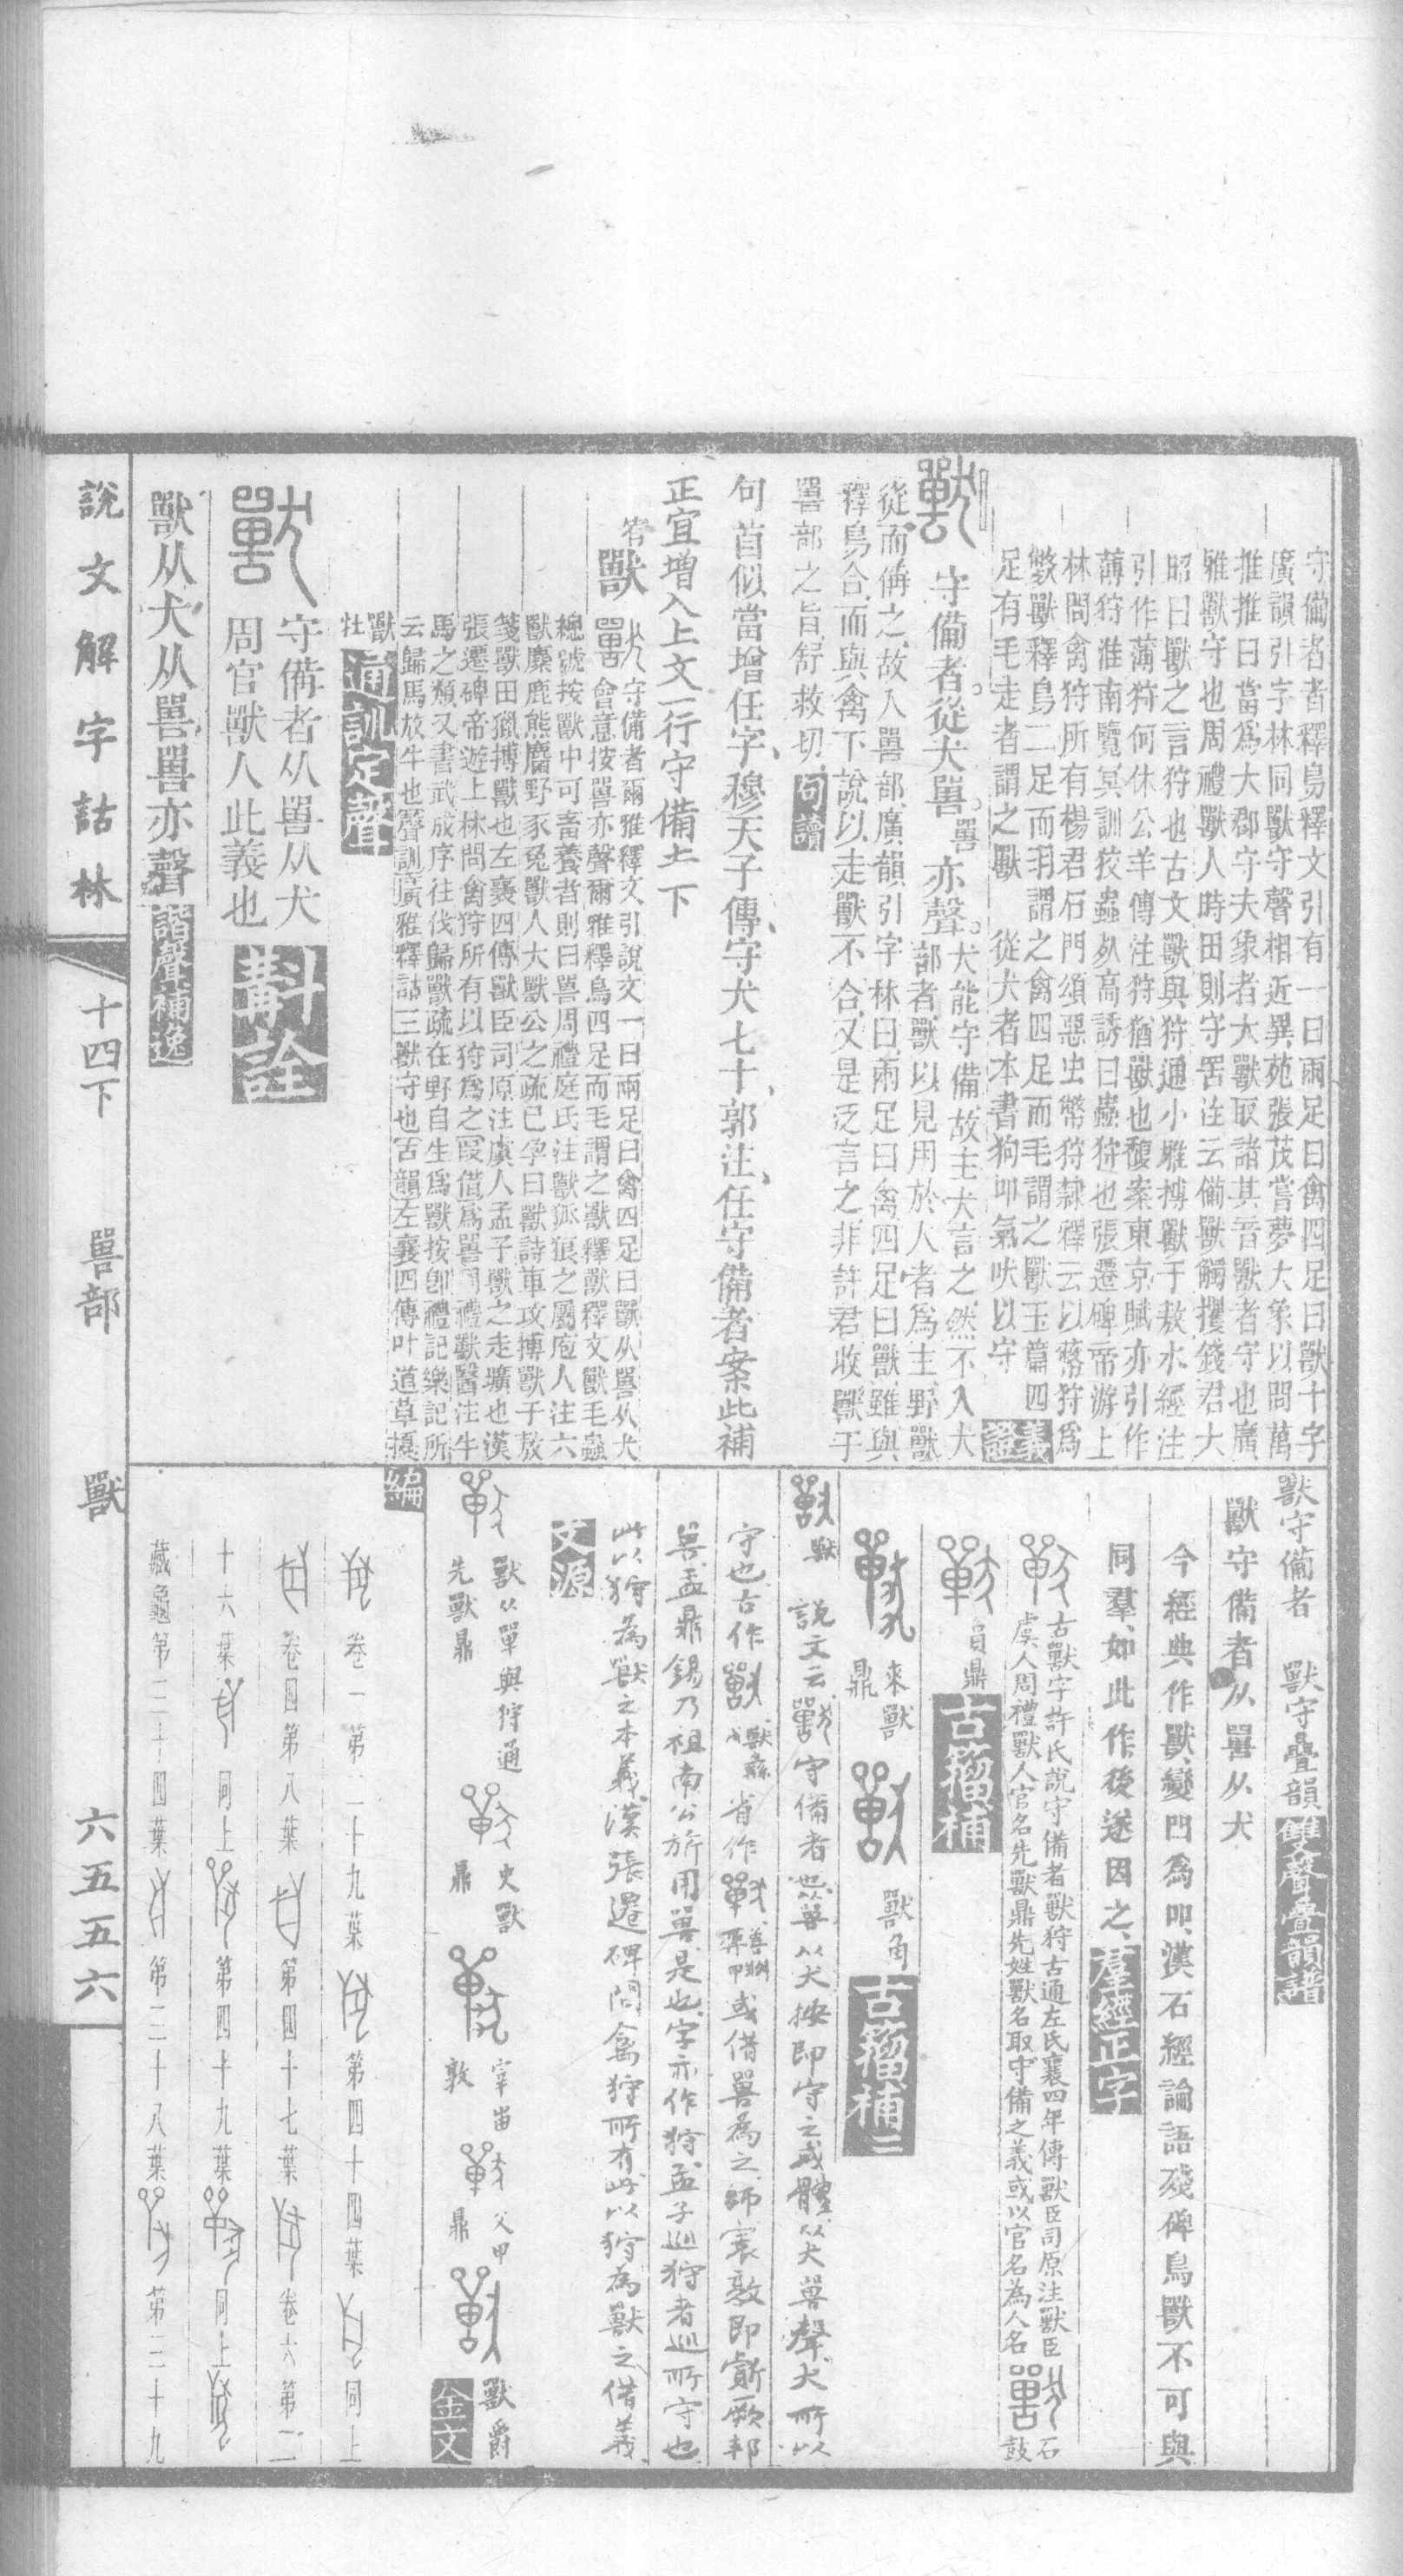 守備者者釋鳥釋文引有一曰兩足曰禽四足曰獸十字
廣韻引字林同獸守聲相近異苑張茂嘗夢大象以問萬
推推曰當爲大郡守夫象者大獸取諸其音獸者守也廣
雅獸守也周禮獸人時田則守罟注云備獸觸攫錢君大
昭曰獸之言狩也古文獸與狩通小雅搏獸于敖水經注
引作薄狩何休公羊傳注狩猶獸也馥案東京賦亦引作
薄狩淮南覽冥訓狡蟲死高誘曰蟲狩也張遷碑帝游上
林問禽狩所有楊君石門頌惡虫狩隸釋云以狩爲
獸釋鳥二足而羽謂之禽四足而毛謂之獸玉篇四
足有毛走者謂之獸 從犬者本書狗叩氣吠以守
義證
守備者從犬嘼嘼亦聲
犬能守備故主犬言之然不入犬
部者獸以見用於人者爲主野獸
從而偁之故入嘼部廣韻引字林曰兩足曰禽四足曰獸雖與
釋鳥合而與禽下說以走獸不合又是泛言之非許君收獸于
嘼部之旨舒救切
句讀
句首似當增任字穆天子傳守犬七十郭注任守備者案此補
正宜增入上文一行守備上下
獸
守備者爾雅釋文引說文一曰兩足曰禽四足曰獸从嘼从犬
會意按嘼亦聲爾雅釋鳥四足而毛謂之獸釋獸釋文獸毛蟲
總號按獸中可畜養者則曰嘼周禮庭氏注獸狐狼之屬庖人注六
獸麋鹿熊麕野豕兔獸人大獸公之疏已孕曰獸詩車攻搏獸于敖
箋獸田獵搏獸也左襄四傳獸臣司原注虞人孟子獸之走壙也漢
張遷碑帝遊上林問禽狩所有以狩爲之叚借爲嘼周禮獸醫注牛
馬之類又書武成序往伐歸獸疏在野自生爲獸按卽禮記樂記所
云歸馬放牛也聲訓廣雅釋詁三獸守也古韻左襄四傳叶道草擾
獸牡
通訓定聲
守備者从嘼从犬
周官獸人此義也
斠詮
獸从犬从嘼嘼亦聲
諧聲補逸
獸守備者 獸守疊韻
雙聲疊韻譜
獸守備者从嘼从犬
今經典作獸變凹爲吅漢石經論語殘碑鳥獸不可與
同羣如此作後遂因之
羣經正字
古獸字許氏說守備者獸狩古通左氏襄四年傳獸臣司原注獸臣
虞人周禮獸人官名先獸鼎先姓獸名取守備之義或以官名為人名
石鼓
員鼎
古籀補
來獸鼎
獸角
古籀補二
獸 說文云獸守備者也嘼从犬按即守之或體从犬嘼聲犬所以
守也古作 省作 或借嘼為之師㝨敦即質厥邦
嘼盂鼎錫乃祖南公旂用嘼是也字亦作狩孟子巡狩者巡所守也
此以狩為獸之本義漢張遷碑問禽狩所有此以狩為獸之借義
文源
獸从單與狩通
先獸鼎
史獸鼎
宰甾敦
父甲鼎
獸爵
金文編
卷一第二十九葉 第四十四葉 同上
卷四第八葉 第四十七葉 卷六第二
十六葉 同上 第四十九葉 同上
藏龜第二十四葉 第二十八葉 第三十九
說文解字詁林
十四下
嘼部
獸
六五五六